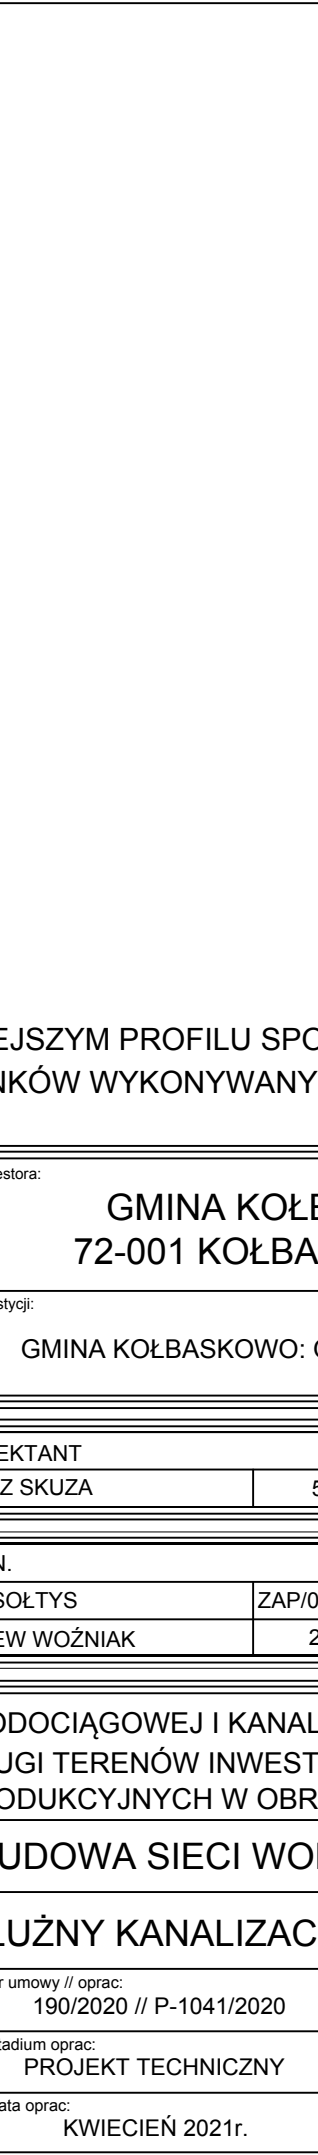 EJSZYM PROFILU SPO
NKÓW WYKONYWANY
estora:
GMINA KOŁB
72-001 KOŁBA
stycji:
GMINA KOŁBASKOWO:
EKTANT
Z SKUZA 5
N.
SOŁTYS ZAP/0
EW WOŹNIAK 2
ODOCIĄGOWEJ I KANAL
UGI TERENÓW INWEST
ODUKCYJNYCH W OBR
UDOWA SIECI WOD
ŁUŻNY KANALIZAC
r umowy // oprac:
190/2020 // P-1041/2020
tadium oprac:
PROJEKT TECHNICZNY
ata oprac:
KWIECIEŃ 2021r.